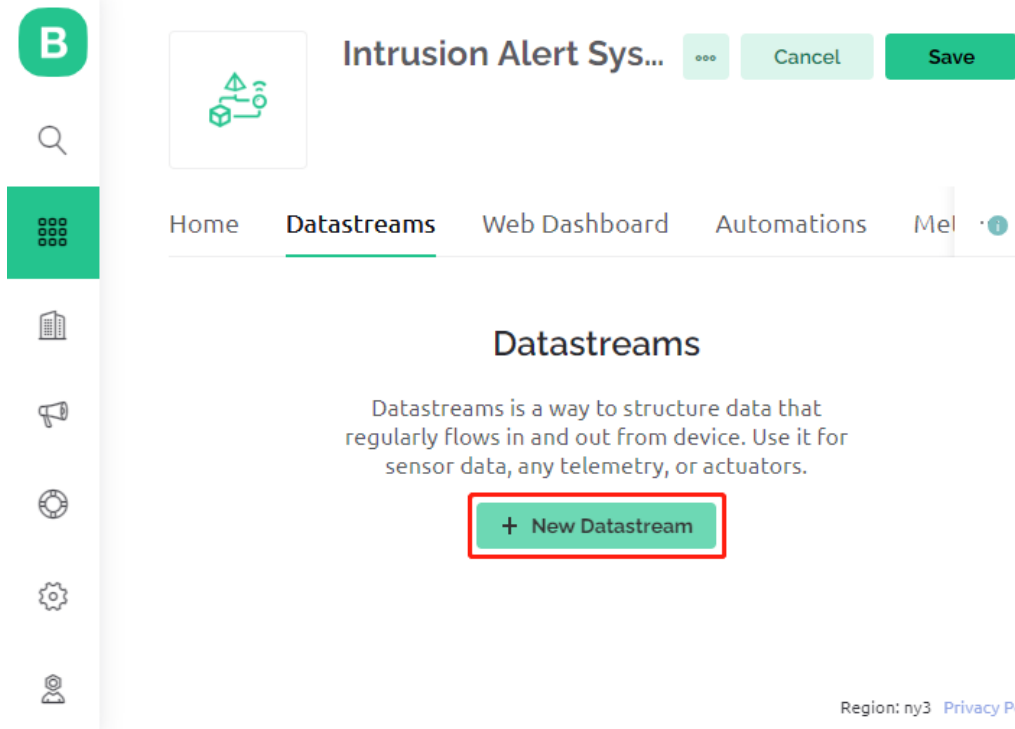 B
Intrusion Alert Sys...
Cancel
Save
Home
Datastreams
Web Dashboard
Automations
Datastreams
Datastreams is a way to structure data that
regularly flows in and out from device. Use it for
sensor data, any telemetry, or actuators.
+ New Datastream
Region: ny3 Privacy